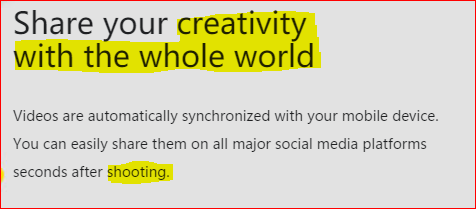 Share your creativity
with the whole world
Videos are automatically synchronized with your mobile device.
You can easily share them on all major social media platforms
seconds after shooting.